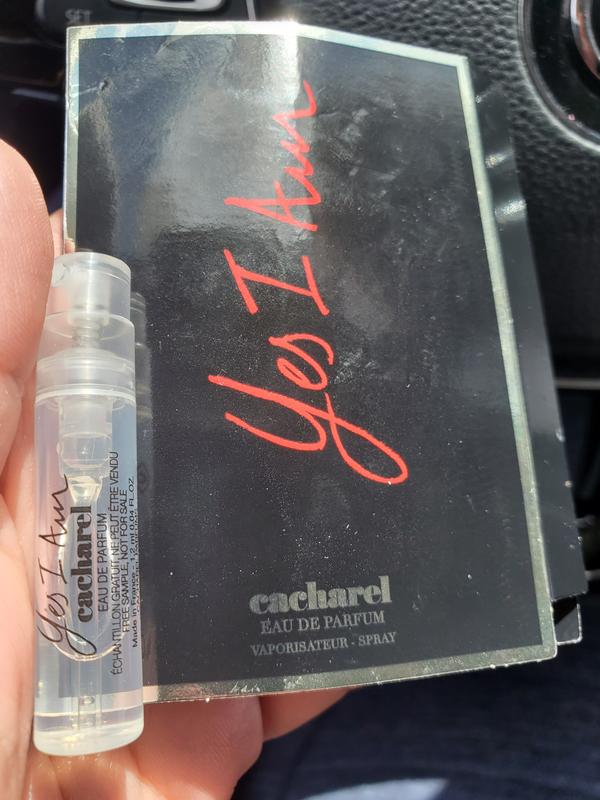 SET
Yes I Am
cacharel
EAU DE PARFUM
VAPORISATEUR - SPRAY
Yes I Am
cacharel
EAU DE PARFUM
ÉCHANTILLON GRATUIT, NE PEUT ÊTRE VENDU
FREE SAMPLE, NOT FOR SALE
Made in France - 1.2 ml 0.04 FL.OZ.